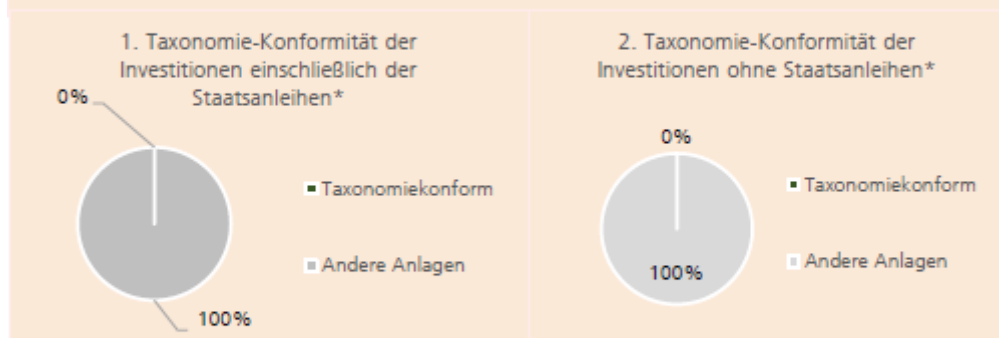 1. Taxonomie-Konformität der
Investitionen einschließlich der
Staatsanleihen*
0%
Taxonomiekonform
Andere Anlagen
100%
2. Taxonomie-Konformität der
Investitionen ohne Staatsanleihen*
0%
Taxonomiekonform
Andere Anlagen
100%